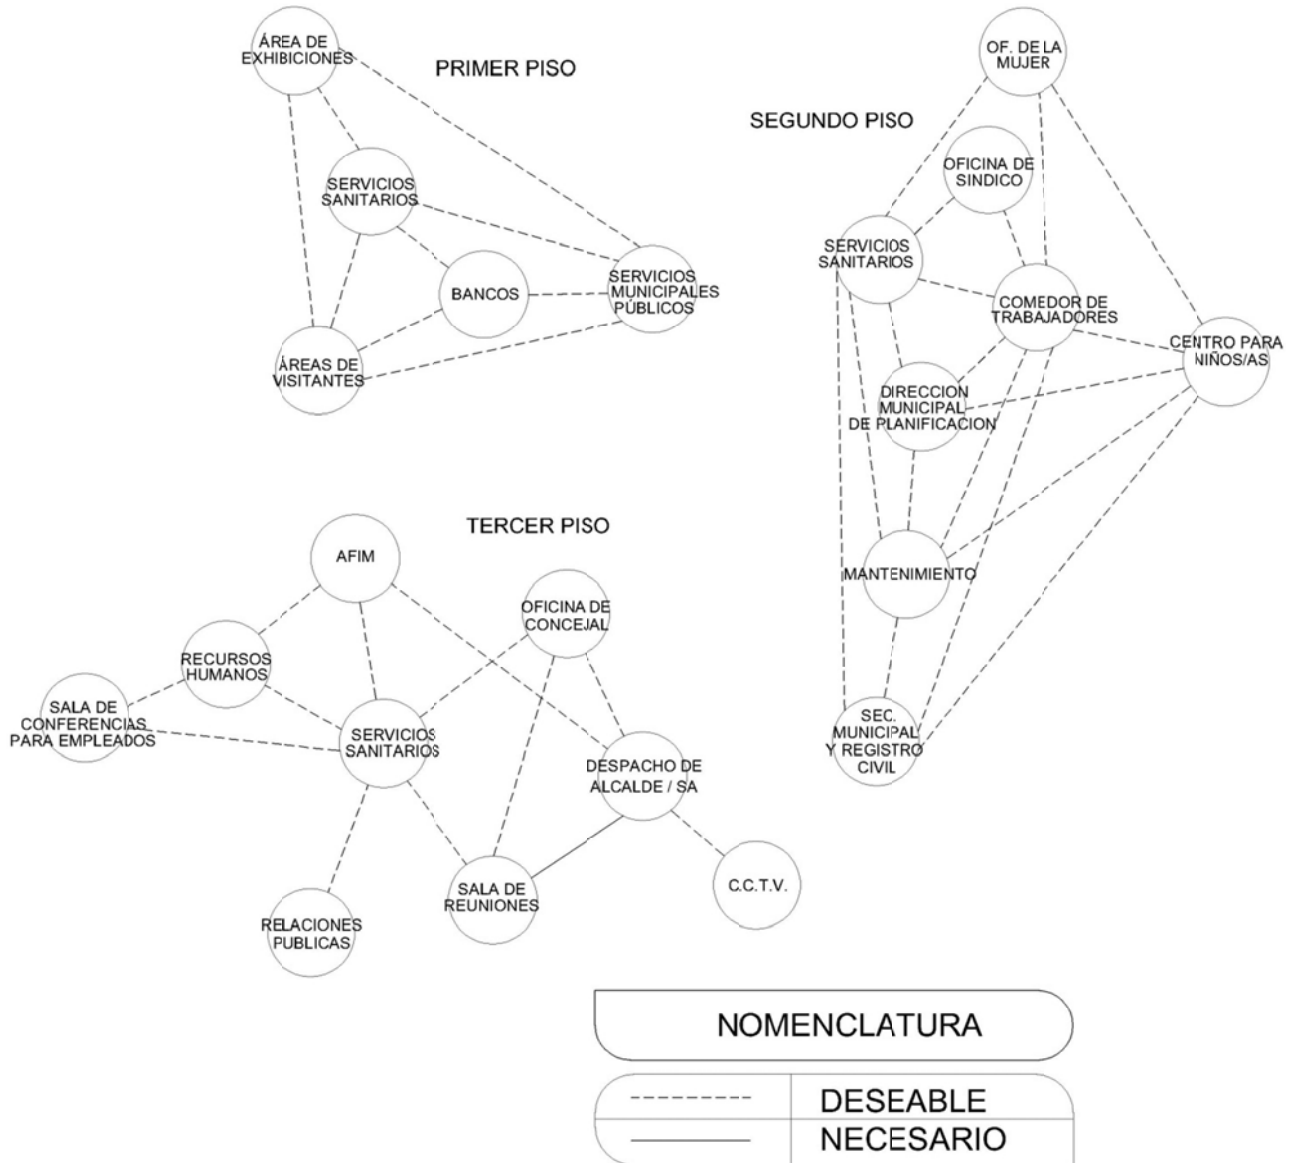 PRIMER PISO
ÁREA DE
EXHIBICIONES
SERVICIOS
SANITARIOS
BANCOS
SERVICIOS
MUNICIPALES
PÚBLICOS
ÁREAS DE
VISITANTES
SEGUNDO PISO
OF. DE LA
MUJER
OFICINA DE
SINDICO
SERVICIOS
SANITARIOS
COMEDOR DE
TRABAJADORES
CENTRO PARA
NIÑOS/AS
DIRECCION
MUNICIPAL
DE PLANIFICACION
MANTENIMIENTO
SEC.
MUNICIPAL
Y REGISTRO
CIVIL
TERCER PISO
AFIM
OFICINA DE
CONCEJAL
RECURSOS
HUMANOS
SALA DE
CONFERENCIAS
PARA EMPLEADOS
SERVICIOS
SANITARIOS
DESPACHO DE
ALCALDE / SA
C.C.T.V.
SALA DE
REUNIONES
RELACIONES
PUBLICAS
NOMENCLATURA
DESEABLE
NECESARIO